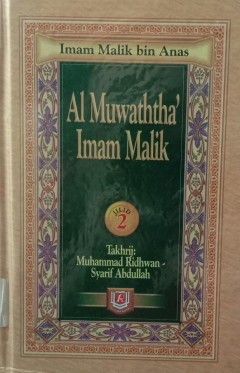 Imam Malik bin Anas
Al Muwaththa'
Imam Malik
JILID
2
Takhrij:
Muhammad Ridhwan -
Syarif Abdullah